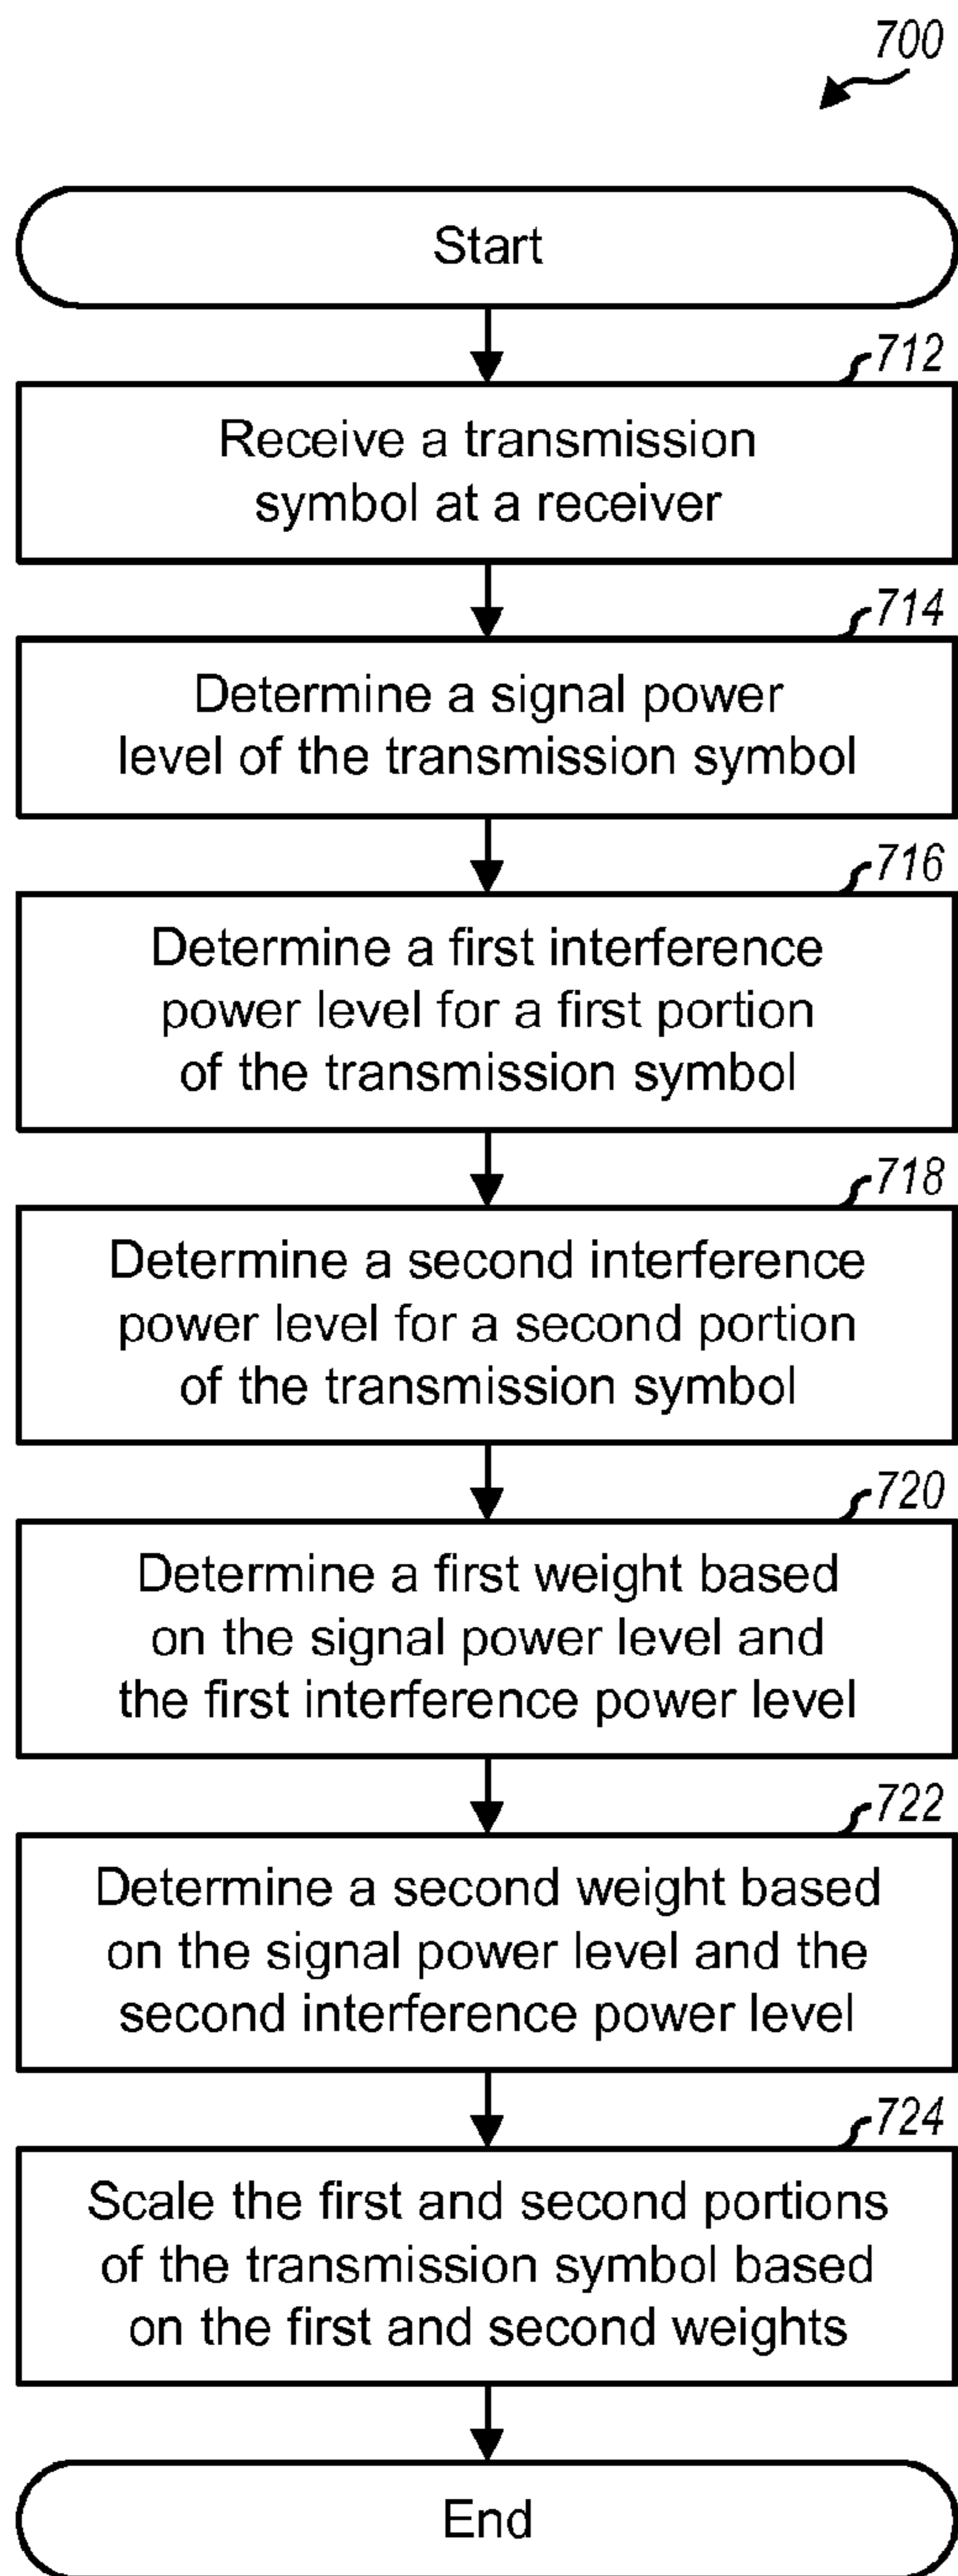 700
Start
712
Receive a transmission
symbol at a receiver
714
Determine a signal power
level of the transmission symbol
716
Determine a first interference
power level for a first portion
of the transmission symbol
718
Determine a second interference
power level for a second portion
of the transmission symbol
720
Determine a first weight based
on the signal power level and
the first interference power level
722
Determine a second weight based
on the signal power level and the
second interference power level
724
Scale the first and second portions
of the transmission symbol based
on the first and second weights
End